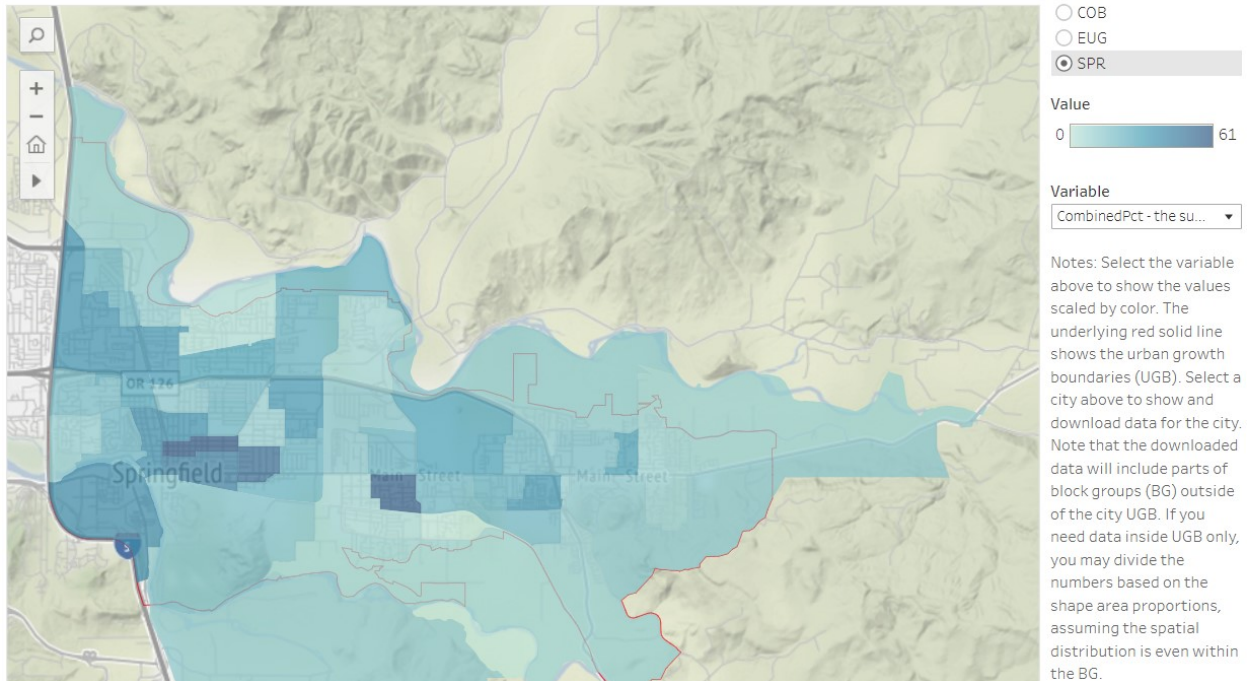 COB
EUG
SPR
Value
0 61
Variable
CombinedPct - the su...
Notes: Select the variable
above to show the values
scaled by color. The
underlying red solid line
shows the urban growth
boundaries (UGB). Select a
city above to show and
download data for the city.
Note that the downloaded
data will include parts of
block groups (BG) outside
of the city UGB. If you
need data inside UGB only,
you may divide the
numbers based on the
shape area proportions,
assuming the spatial
distribution is even within
the BG.
OR 126
Springfield
Main Street
Main Street
5